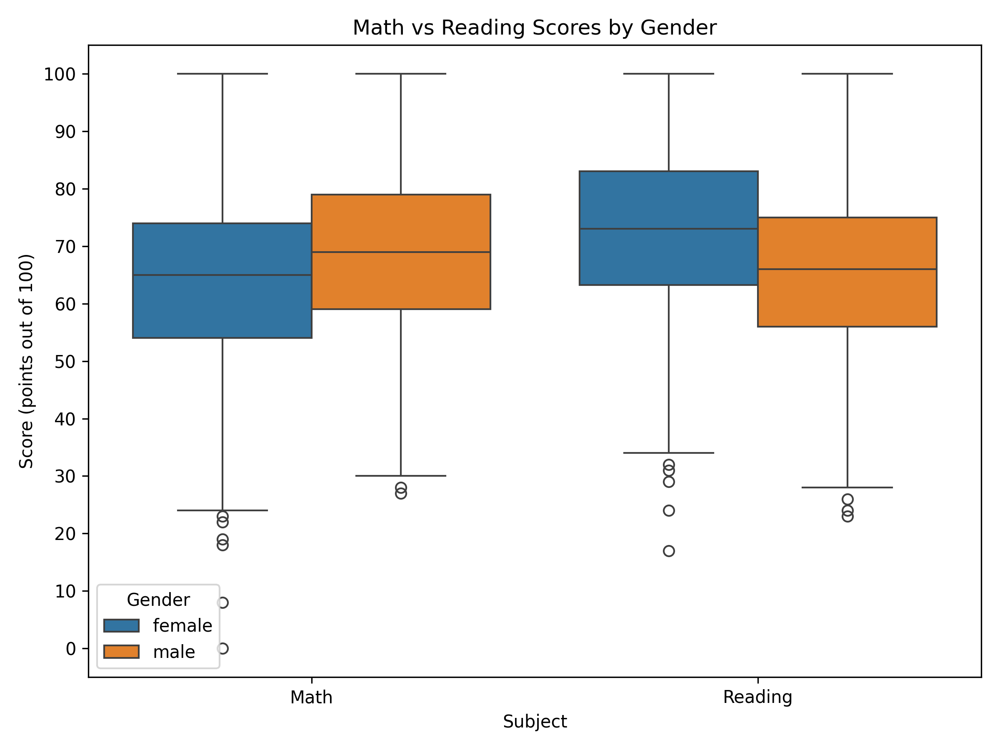 Math vs Reading Scores by Gender
Score (points out of 100)
100
90
80
70
60
50
40
30
20
10
0
Gender
female
male
Math
Reading
Subject